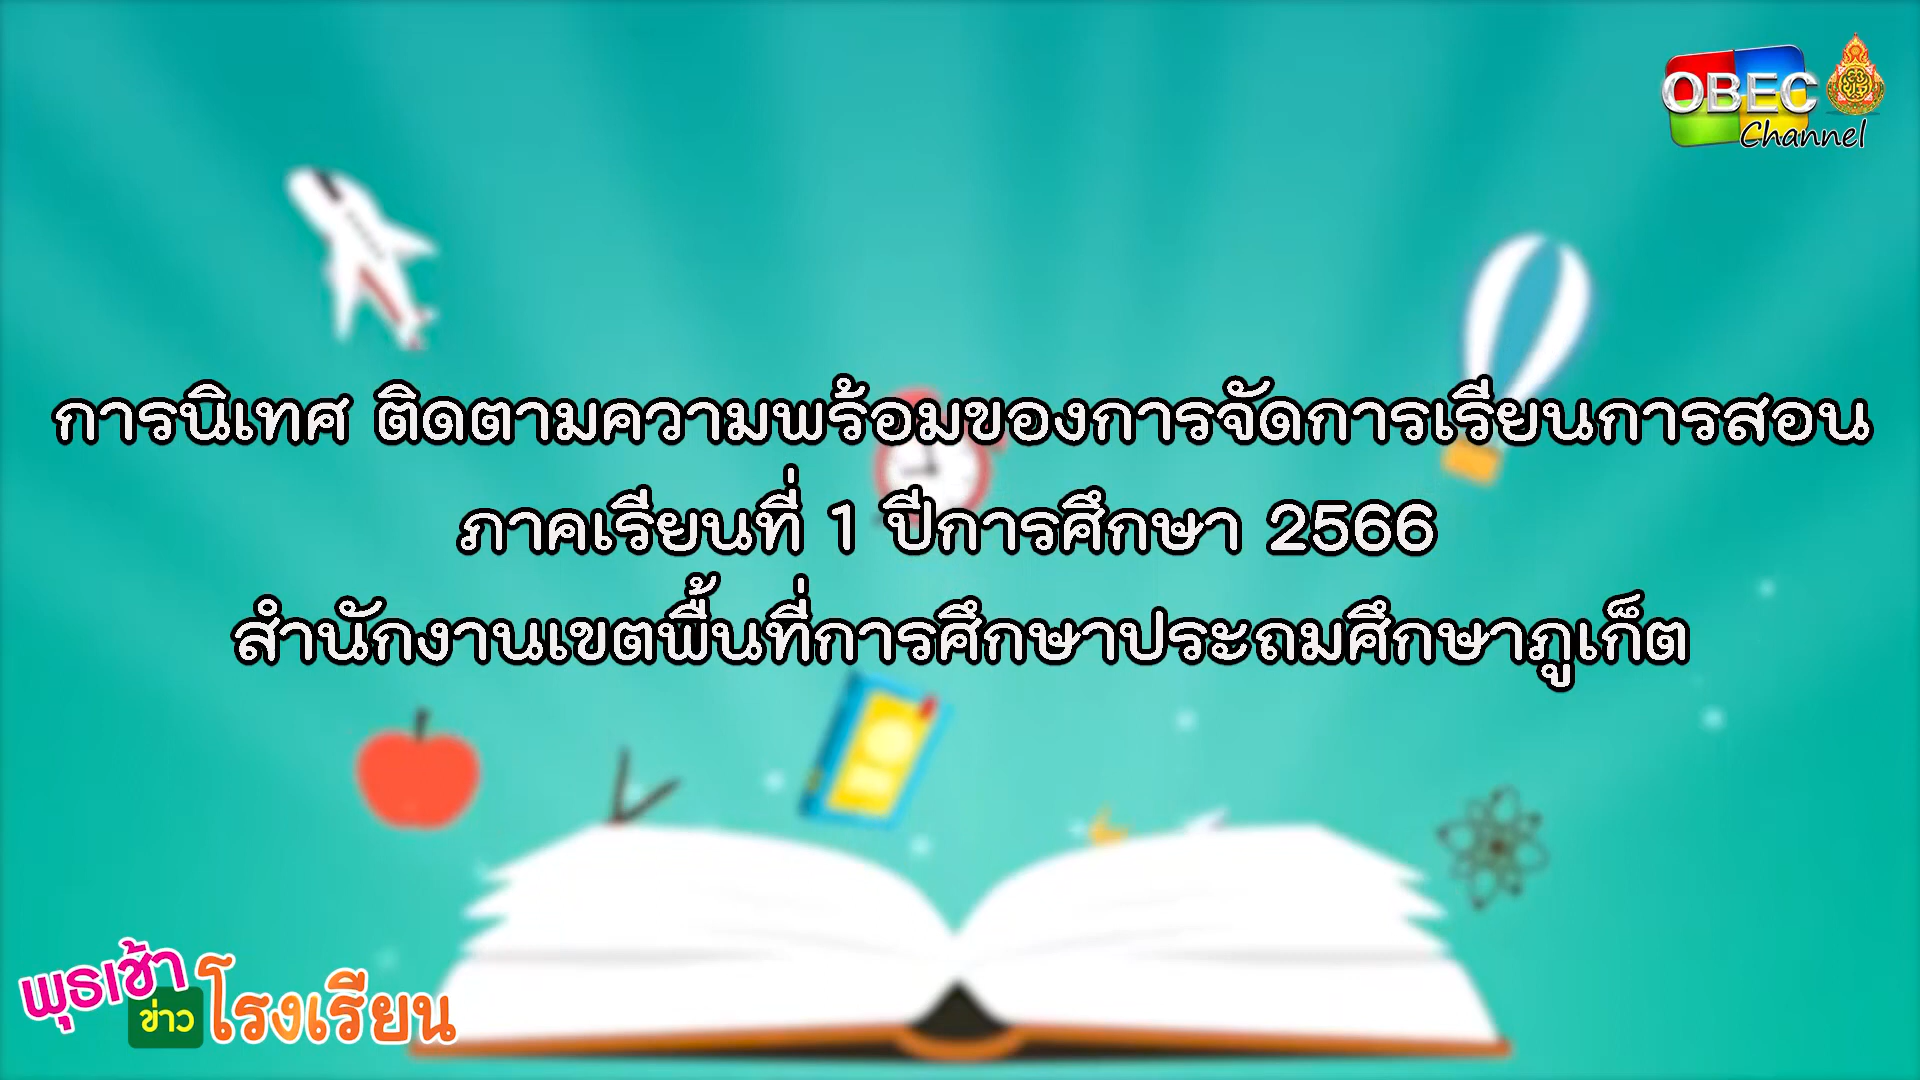 OBEC
Channel
การนิเทศ ติดตามความพร้อมของการจัดการเรียนการสอน
ภาคเรียนที่ 1 ปีการศึกษา 2566
สำนักงานเขตพื้นที่การศึกษาประถมศึกษาภูเก็ต
พุธเช้า
ข่าว
โรงเรียน